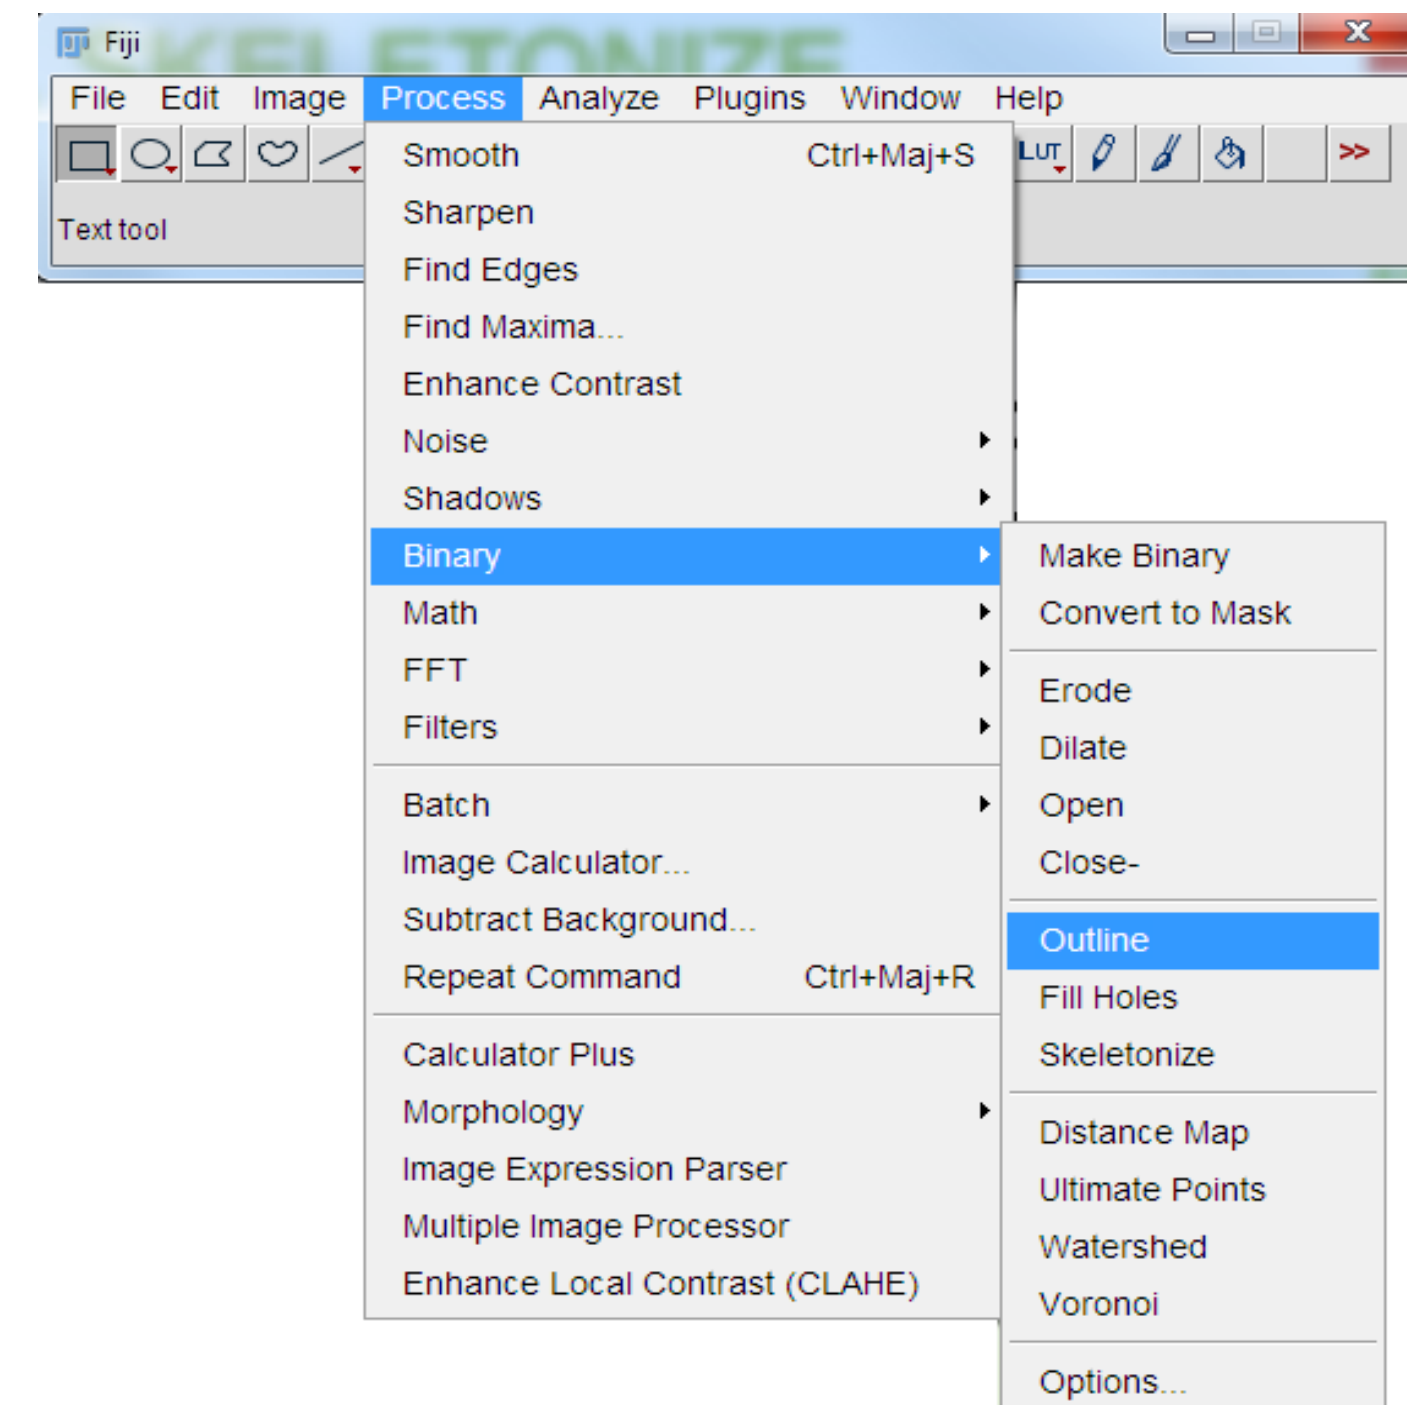 SKELETONIZE
Fiji
File Edit Image Process Analyze Plugins Window Help
LUT >>
Text tool
Smooth Ctrl+Maj+S
Sharpen
Find Edges
Find Maxima...
Enhance Contrast
Noise
Shadows
Binary
Math
FFT
Filters
Batch
Image Calculator...
Subtract Background...
Repeat Command Ctrl+Maj+R
Calculator Plus
Morphology
Image Expression Parser
Multiple Image Processor
Enhance Local Contrast (CLAHE)
Make Binary
Convert to Mask
Erode
Dilate
Open
Close-
Outline
Fill Holes
Skeletonize
Distance Map
Ultimate Points
Watershed
Voronoi
Options...